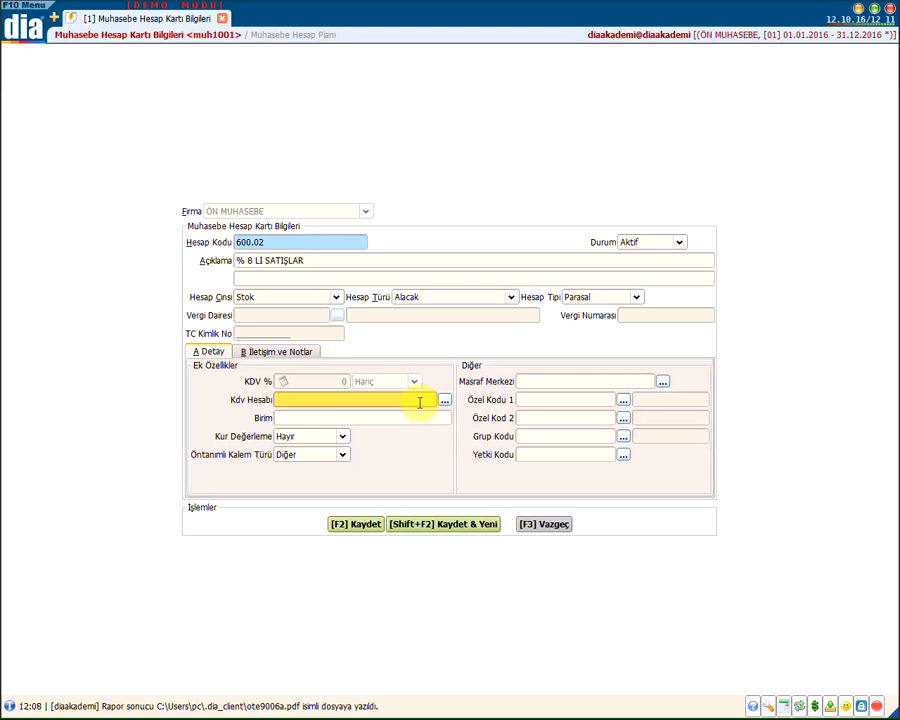 F10 Menu
[ D E M O  M O D U ]
dia
[1] Muhasebe Hesap Kartı Bilgileri
12.10.16/12 11
Muhasebe Hesap Kartı Bilgileri <muh1001> / Muhasebe Hesap Planı
diaakademi@diaakademi [(ÖN MUHASEBE, [01] 01.01.2016 - 31.12.2016 *)]
Firma ÖN MUHASEBE
Muhasebe Hesap Kartı Bilgileri
Hesap Kodu 600.02 Durum Aktif
Açıklama % 8 Lİ SATIŞLAR
Hesap Cinsi Stok Hesap Türü Alacak Hesap Tipi Parasal
Vergi Dairesi ... Vergi Numarası
TC Kimlik No ___________
A Detay B İletişim ve Notlar
Ek Özellikler
KDV % 0 Hariç
Kdv Hesabı ...
Birim
Kur Değerleme Hayır
Öntanımlı Kalem Türü Diğer
Diğer
Masraf Merkezi ...
Özel Kodu 1 ...
Özel Kod 2 ...
Grup Kodu ...
Yetki Kodu ...
İşlemler
[F2] Kaydet [Shift+F2] Kaydet & Yeni [F3] Vazgeç
12:08 | [diaakademi] Rapor sonucu C:\Users\pc\.dia_client\ote9006a.pdf isimli dosyaya yazıldı.